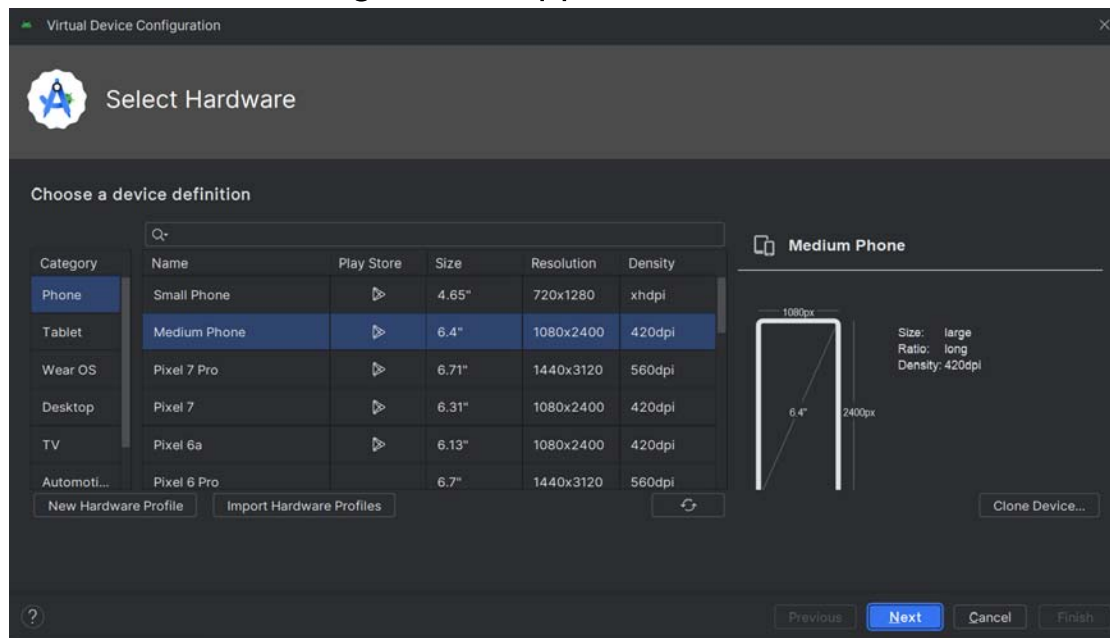 Virtual Device Configuration
Select Hardware
Choose a device definition
Category Name Play Store Size Resolution Density
Phone Small Phone 4.65" 720x1280 xhdpi
Tablet Medium Phone 6.4" 1080x2400 420dpi
Wear OS Pixel 7 Pro 6.71" 1440x3120 560dpi
Desktop Pixel 7 6.31" 1080x2400 420dpi
TV Pixel 6a 6.13" 1080x2400 420dpi
Automoti... Pixel 6 Pro 6.7" 1440x3120 560dpi
New Hardware Profile Import Hardware Profiles
Medium Phone
1080px
Size: large
Ratio: long
Density: 420dpi
6.4" 2400px
Clone Device...
? Previous Next Cancel Finish